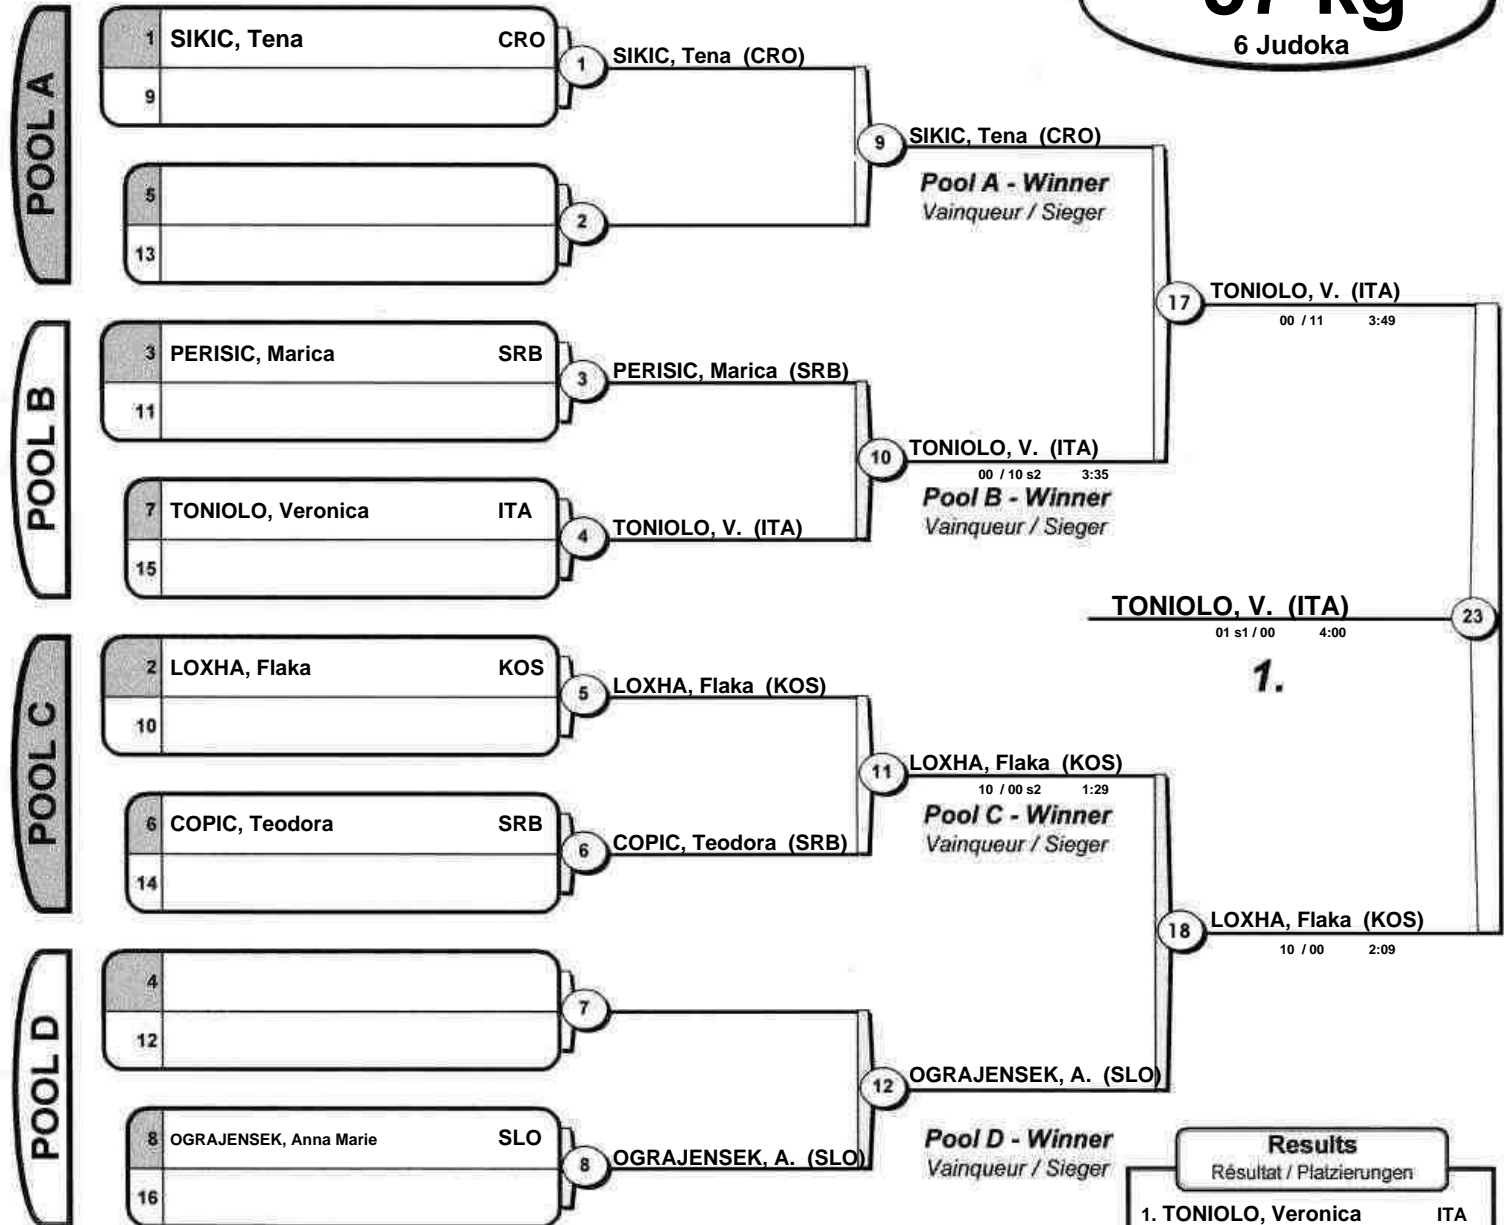 57 kg
6 Judoka
POOL A
1 SIKIC, Tena CRO
9
1
SIKIC, Tena (CRO)
5
13
2
9
SIKIC, Tena (CRO)
Pool A - Winner
Vainqueur / Sieger
17
TONIOLO, V. (ITA)
00 / 11 3:49
POOL B
3 PERISIC, Marica SRB
11
3
PERISIC, Marica (SRB)
7 TONIOLO, Veronica ITA
15
4
TONIOLO, V. (ITA)
10
TONIOLO, V. (ITA)
00 / 10 s2 3:35
Pool B - Winner
Vainqueur / Sieger
TONIOLO, V. (ITA)
01 s1 / 00 4:00
1.
23
POOL C
2 LOXHA, Flaka KOS
10
5
LOXHA, Flaka (KOS)
6 COPIC, Teodora SRB
14
6
COPIC, Teodora (SRB)
11
LOXHA, Flaka (KOS)
10 / 00 s2 1:29
Pool C - Winner
Vainqueur / Sieger
18
LOXHA, Flaka (KOS)
10 / 00 2:09
POOL D
4
12
7
8 OGRAJENSEK, Anna Marie SLO
16
8
OGRAJENSEK, A. (SLO)
12
OGRAJENSEK, A. (SLO)
Pool D - Winner
Vainqueur / Sieger
Results
Résultat / Platzierungen
1. TONIOLO, Veronica ITA